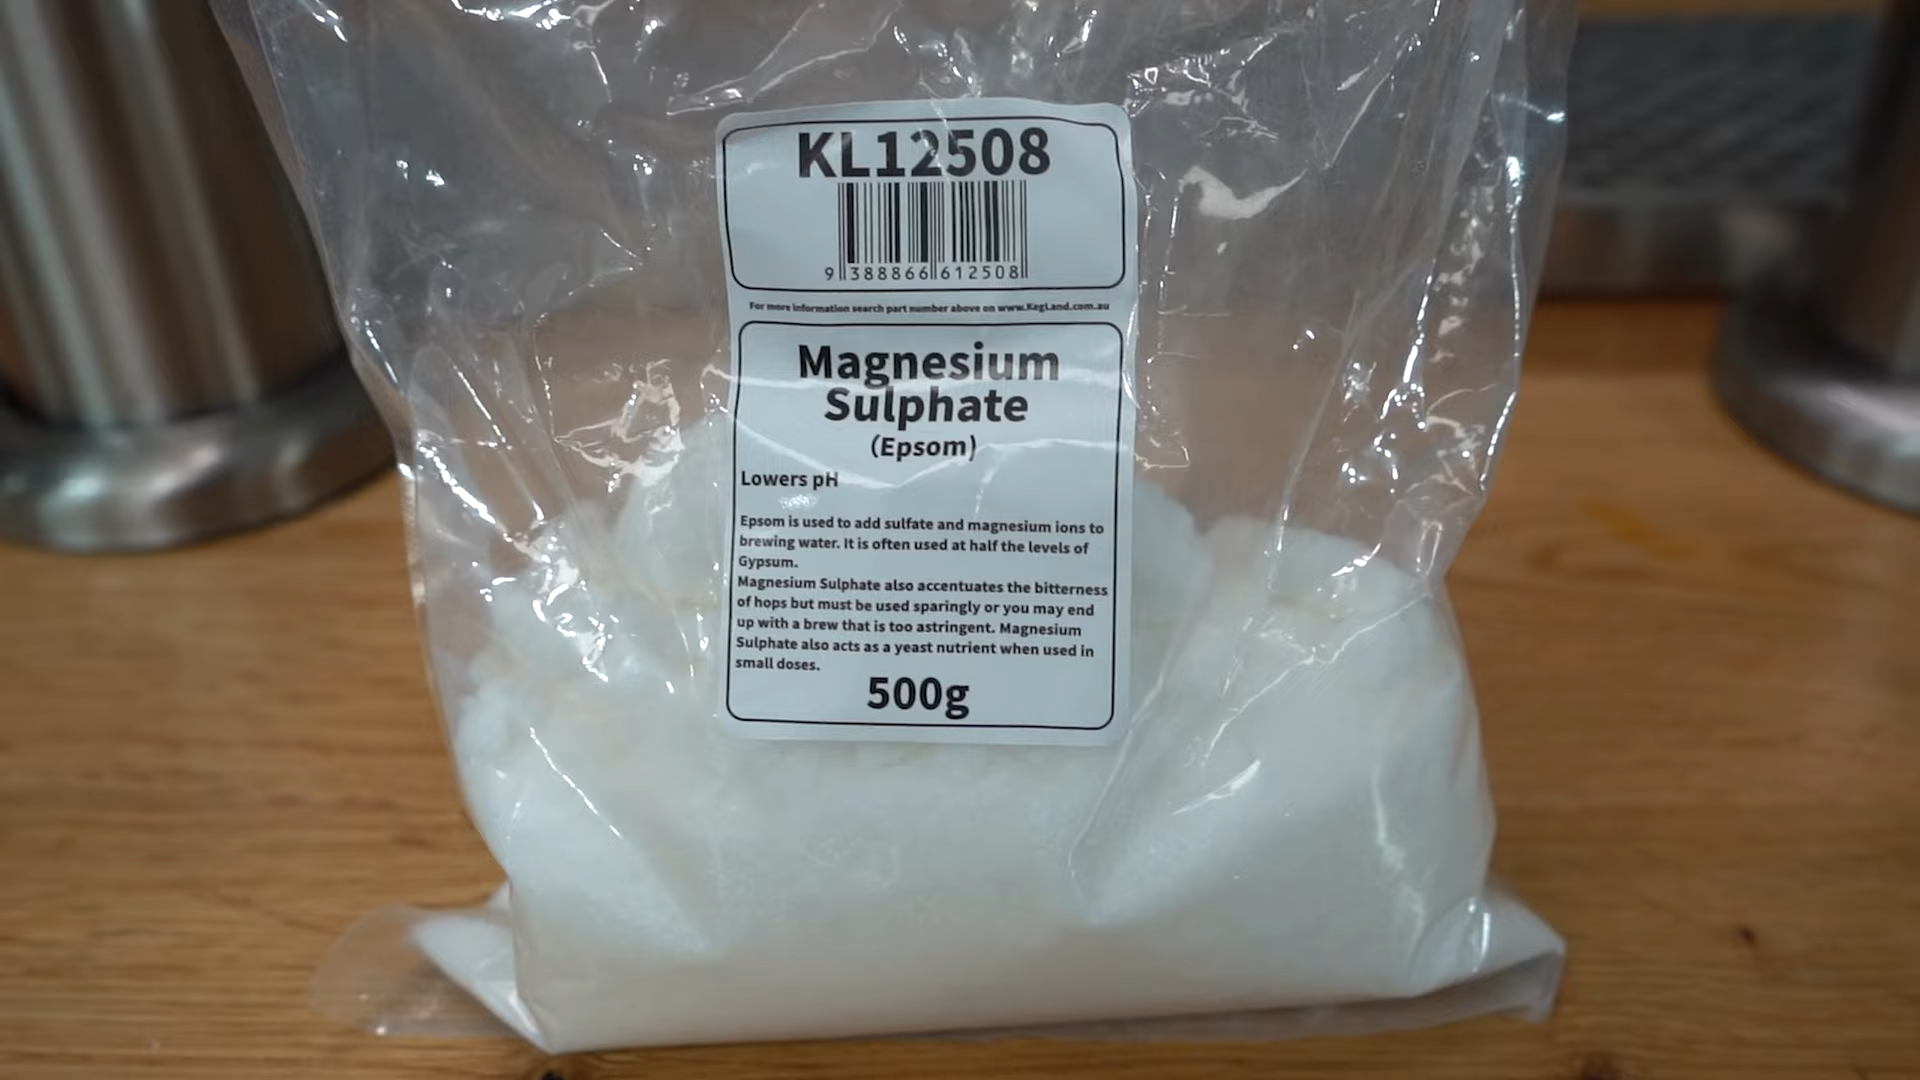 KL12508
9 388866 612508
For more information search part number above on www.KegLand.com.au
Magnesium
Sulphate
(Epsom)
Lowers pH
Epsom is used to add sulfate and magnesium ions to
brewing water. It is often used at half the levels of
Gypsum.
Magnesium Sulphate also accentuates the bitterness
of hops but must be used sparingly or you may end
up with a brew that is too astringent. Magnesium
Sulphate also acts as a yeast nutrient when used in
small doses.
500g